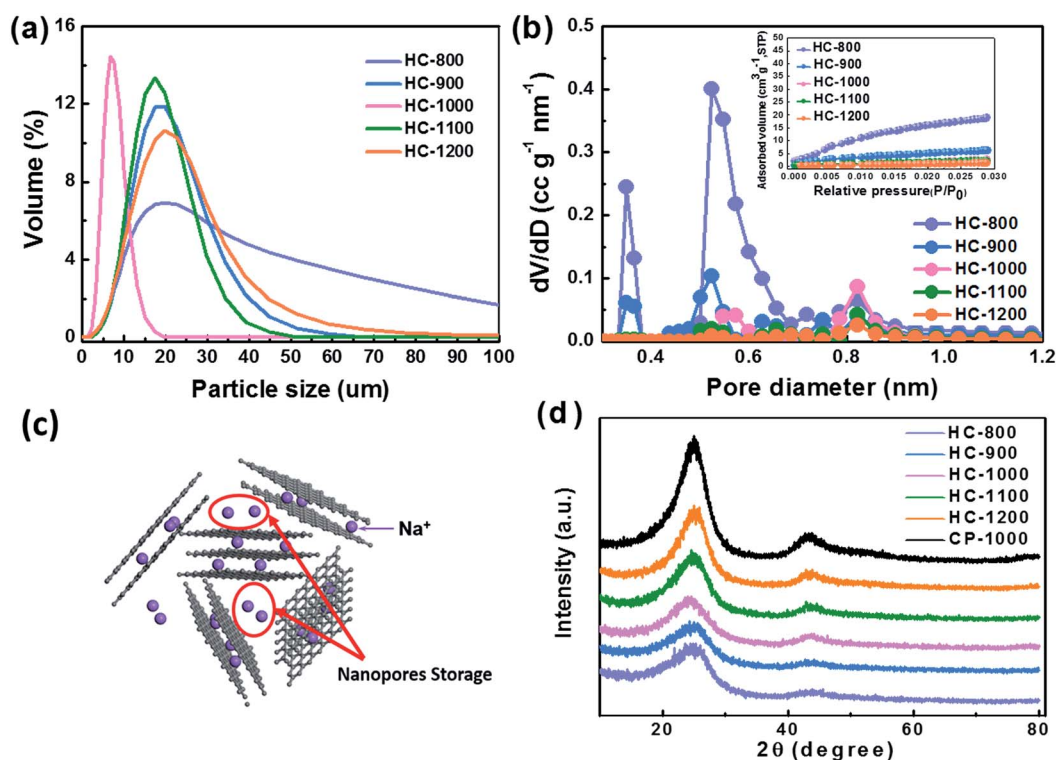 (a)
16
12
8
4
0
Volume (%)
HC-800
HC-900
HC-1000
HC-1100
HC-1200
0 10 20 30 40 50 60 70 80 90 100
Particle size (um)
(b)
0.5
0.4
0.3
0.2
0.1
0.0
dV/dD (cc g⁻¹ nm⁻¹)
50
45
40
35
30
25
20
15
10
5
0
Adsorbed volume (cm³g⁻¹,STP)
HC-800
HC-900
HC-1000
HC-1100
HC-1200
0.000 0.005 0.010 0.015 0.020 0.025 0.030
Relative pressure(P/P₀)
HC-800
HC-900
HC-1000
HC-1100
HC-1200
0.4 0.6 0.8 1.0 1.2
Pore diameter (nm)
(c)
Na⁺
Nanopores Storage
(d)
Intensity (a.u.)
HC-800
HC-900
HC-1000
HC-1100
HC-1200
CP-1000
20 40 60 80
2θ (degree)